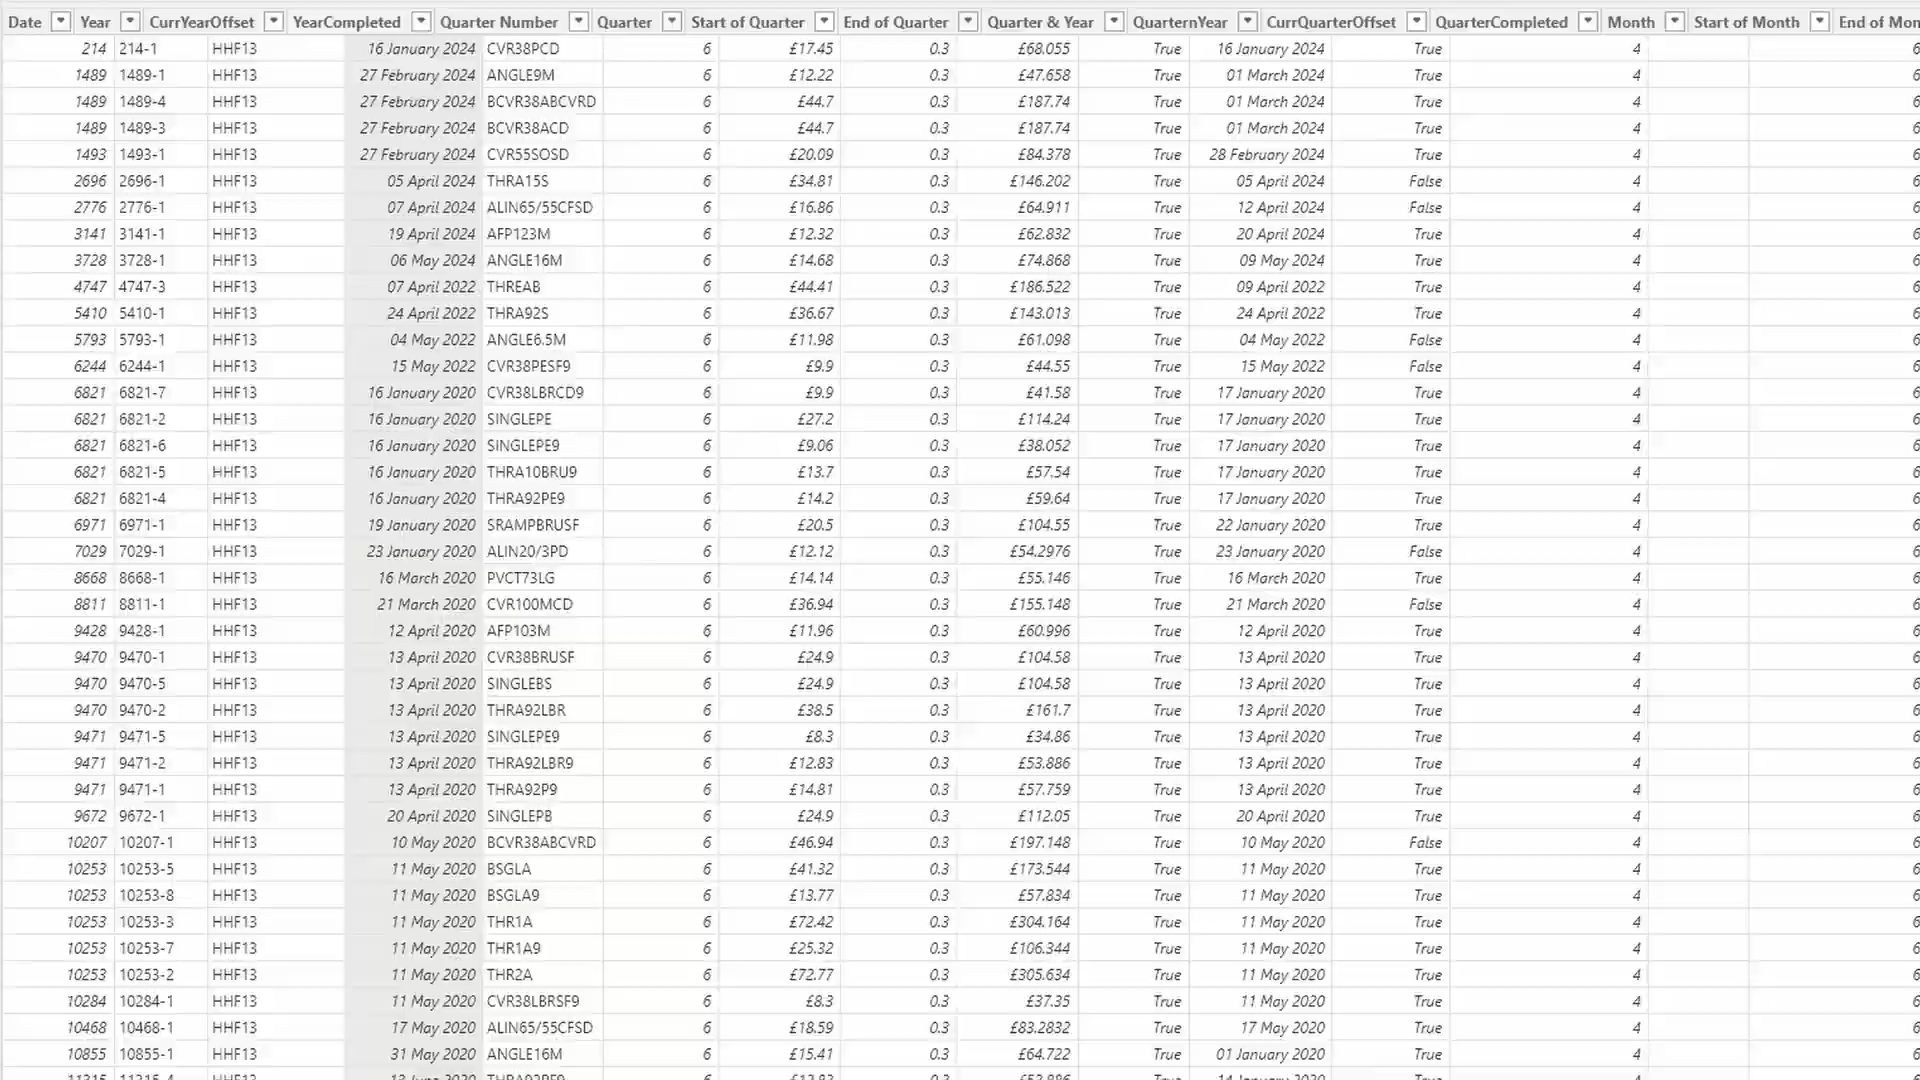 Date Year CurrYearOffset YearCompleted Quarter Number Quarter Start of Quarter End of Quarter Quarter & Year QuarternYear CurrQuarterOffset QuarterCompleted Month Start of Month End of Mon
214 214-1 HHF13 16 January 2024 CVR38PCD 6 £17.45 0.3 £68.055 True 16 January 2024 True 4 6
1489 1489-1 HHF13 27 February 2024 ANGLE9M 6 £12.22 0.3 £47.658 True 01 March 2024 True 4 6
1489 1489-4 HHF13 27 February 2024 BCVR38ABCVRD 6 £44.7 0.3 £187.74 True 01 March 2024 True 4 6
1489 1489-3 HHF13 27 February 2024 BCVR38ACD 6 £44.7 0.3 £187.74 True 01 March 2024 True 4 6
1493 1493-1 HHF13 27 February 2024 CVR55SOSD 6 £20.09 0.3 £84.378 True 28 February 2024 True 4 6
2696 2696-1 HHF13 05 April 2024 THRA15S 6 £34.81 0.3 £146.202 True 05 April 2024 False 4 6
2776 2776-1 HHF13 07 April 2024 ALIN65/55CFSD 6 £16.86 0.3 £64.911 True 12 April 2024 False 4 6
3141 3141-1 HHF13 19 April 2024 AFP123M 6 £12.32 0.3 £62.832 True 20 April 2024 True 4 6
3728 3728-1 HHF13 06 May 2024 ANGLE16M 6 £14.68 0.3 £74.868 True 09 May 2024 True 4 6
4747 4747-3 HHF13 07 April 2022 THREAB 6 £44.41 0.3 £186.522 True 09 April 2022 True 4 6
5410 5410-1 HHF13 24 April 2022 THRA92S 6 £36.67 0.3 £143.013 True 24 April 2022 True 4 6
5793 5793-1 HHF13 04 May 2022 ANGLE6.5M 6 £11.98 0.3 £61.098 True 04 May 2022 False 4 6
6244 6244-1 HHF13 15 May 2022 CVR38PESF9 6 £9.9 0.3 £44.55 True 15 May 2022 False 4 6
6821 6821-7 HHF13 16 January 2020 CVR38LBRCD9 6 £9.9 0.3 £41.58 True 17 January 2020 True 4 6
6821 6821-2 HHF13 16 January 2020 SINGLEPE 6 £27.2 0.3 £114.24 True 17 January 2020 True 4 6
6821 6821-6 HHF13 16 January 2020 SINGLEPE9 6 £9.06 0.3 £38.052 True 17 January 2020 True 4 6
6821 6821-5 HHF13 16 January 2020 THRA10BRU9 6 £13.7 0.3 £57.54 True 17 January 2020 True 4 6
6821 6821-4 HHF13 16 January 2020 THRA92PE9 6 £14.2 0.3 £59.64 True 17 January 2020 True 4 6
6971 6971-1 HHF13 19 January 2020 SRAMPBRUSF 6 £20.5 0.3 £104.55 True 22 January 2020 True 4 6
7029 7029-1 HHF13 23 January 2020 ALIN20/3PD 6 £12.12 0.3 £54.2976 True 23 January 2020 False 4 6
8668 8668-1 HHF13 16 March 2020 PVCT73LG 6 £14.14 0.3 £55.146 True 16 March 2020 True 4 6
8811 8811-1 HHF13 21 March 2020 CVR100MCD 6 £36.94 0.3 £155.148 True 21 March 2020 False 4 6
9428 9428-1 HHF13 12 April 2020 AFP103M 6 £11.96 0.3 £60.996 True 12 April 2020 True 4 6
9470 9470-1 HHF13 13 April 2020 CVR38BRUSF 6 £24.9 0.3 £104.58 True 13 April 2020 True 4 6
9470 9470-5 HHF13 13 April 2020 SINGLEBS 6 £24.9 0.3 £104.58 True 13 April 2020 True 4 6
9470 9470-2 HHF13 13 April 2020 THRA92LBR 6 £38.5 0.3 £161.7 True 13 April 2020 True 4 6
9471 9471-5 HHF13 13 April 2020 SINGLEPE9 6 £8.3 0.3 £34.86 True 13 April 2020 True 4 6
9471 9471-2 HHF13 13 April 2020 THRA92LBR9 6 £12.83 0.3 £53.886 True 13 April 2020 True 4 6
9471 9471-1 HHF13 13 April 2020 THRA92P9 6 £14.81 0.3 £57.759 True 13 April 2020 True 4 6
9672 9672-1 HHF13 20 April 2020 SINGLEPB 6 £24.9 0.3 £112.05 True 20 April 2020 True 4 6
10207 10207-1 HHF13 10 May 2020 BCVR38ABCVRD 6 £46.94 0.3 £197.148 True 10 May 2020 False 4 6
10253 10253-5 HHF13 11 May 2020 BSGLA 6 £41.32 0.3 £173.544 True 11 May 2020 True 4 6
10253 10253-8 HHF13 11 May 2020 BSGLA9 6 £13.77 0.3 £57.834 True 11 May 2020 True 4 6
10253 10253-3 HHF13 11 May 2020 THR1A 6 £72.42 0.3 £304.164 True 11 May 2020 True 4 6
10253 10253-7 HHF13 11 May 2020 THR1A9 6 £25.32 0.3 £106.344 True 11 May 2020 True 4 6
10253 10253-2 HHF13 11 May 2020 THR2A 6 £72.77 0.3 £305.634 True 11 May 2020 True 4 6
10284 10284-1 HHF13 11 May 2020 CVR38LBRSF9 6 £8.3 0.3 £37.35 True 11 May 2020 True 4 6
10468 10468-1 HHF13 17 May 2020 ALIN65/55CFSD 6 £18.59 0.3 £83.2832 True 17 May 2020 True 4 6
10855 10855-1 HHF13 31 May 2020 ANGLE16M 6 £15.41 0.3 £64.722 True 01 January 2020 True 4 6